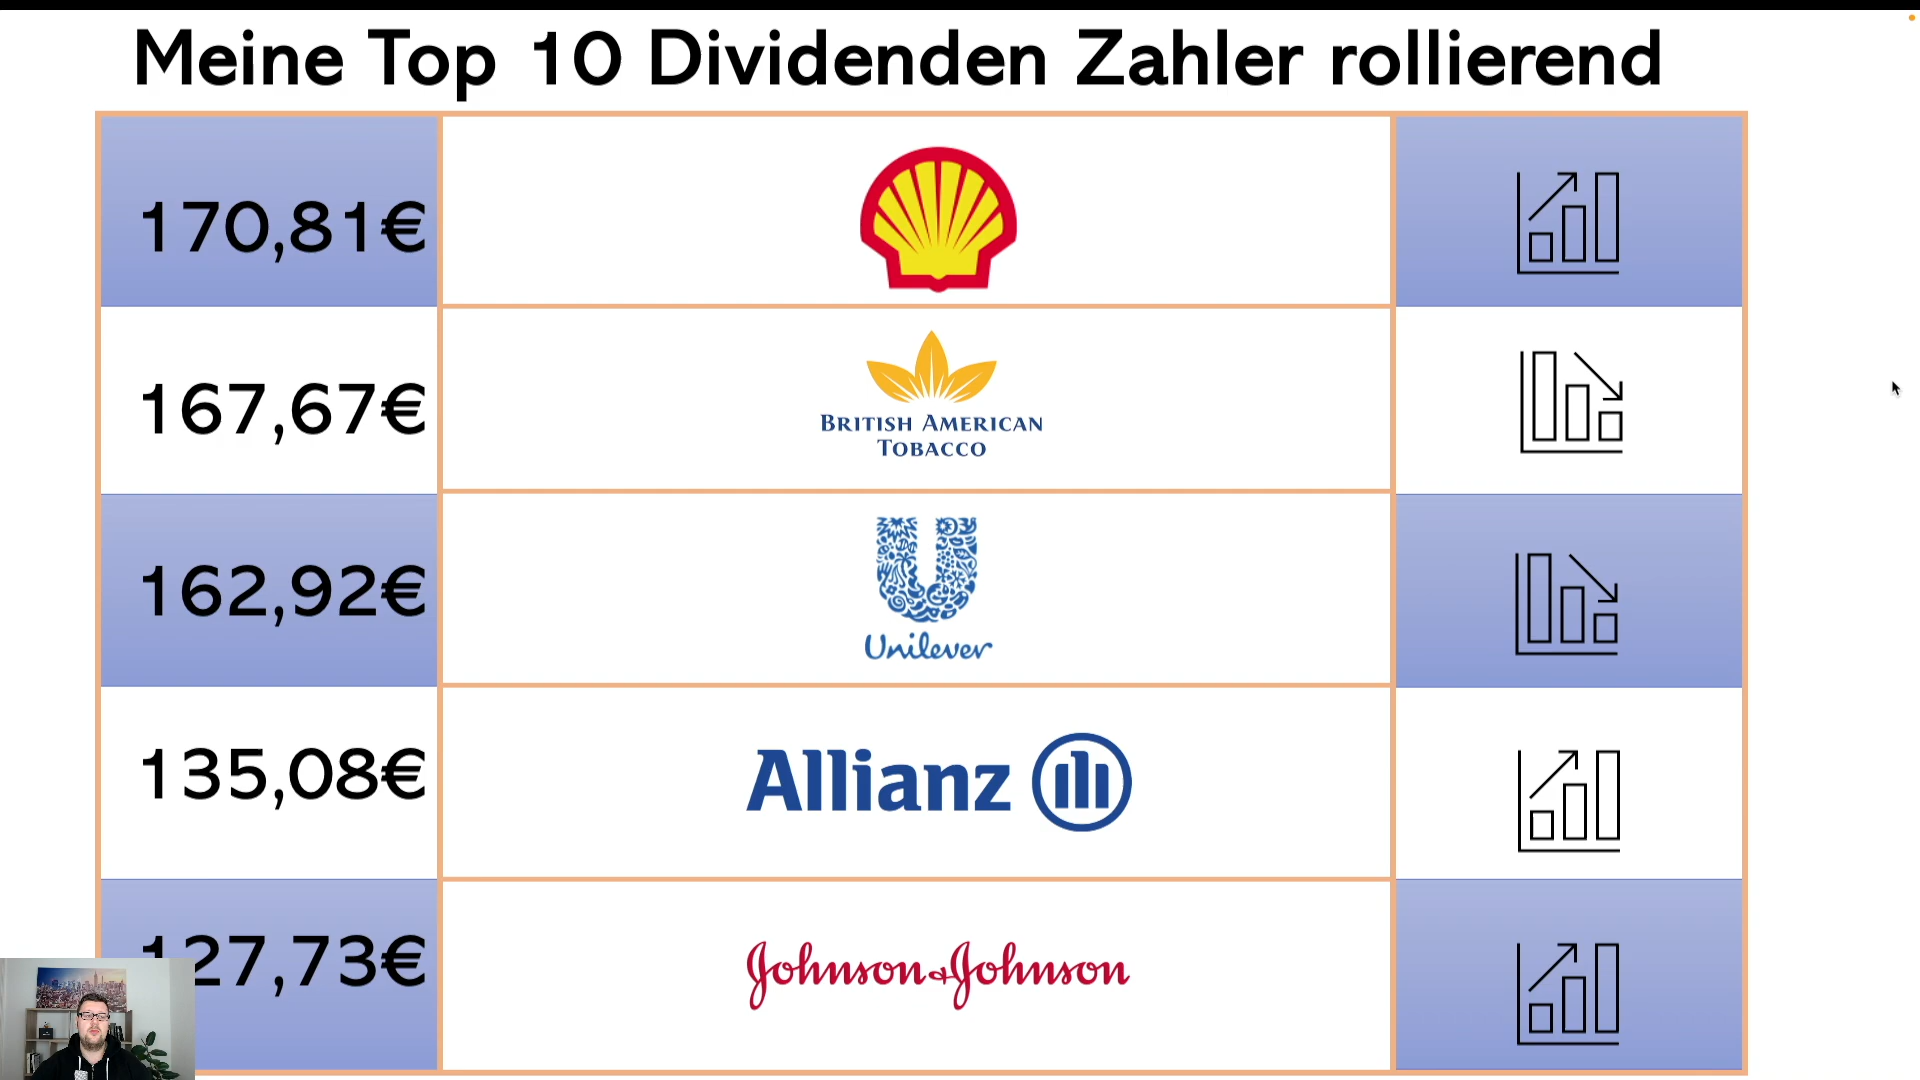 Meine Top 10 Dividenden Zahler rollierend
170,81€
167,67€
BRITISH AMERICAN
TOBACCO
162,92€
Unilever
135,08€
Allianz
127,73€
Johnson&Johnson